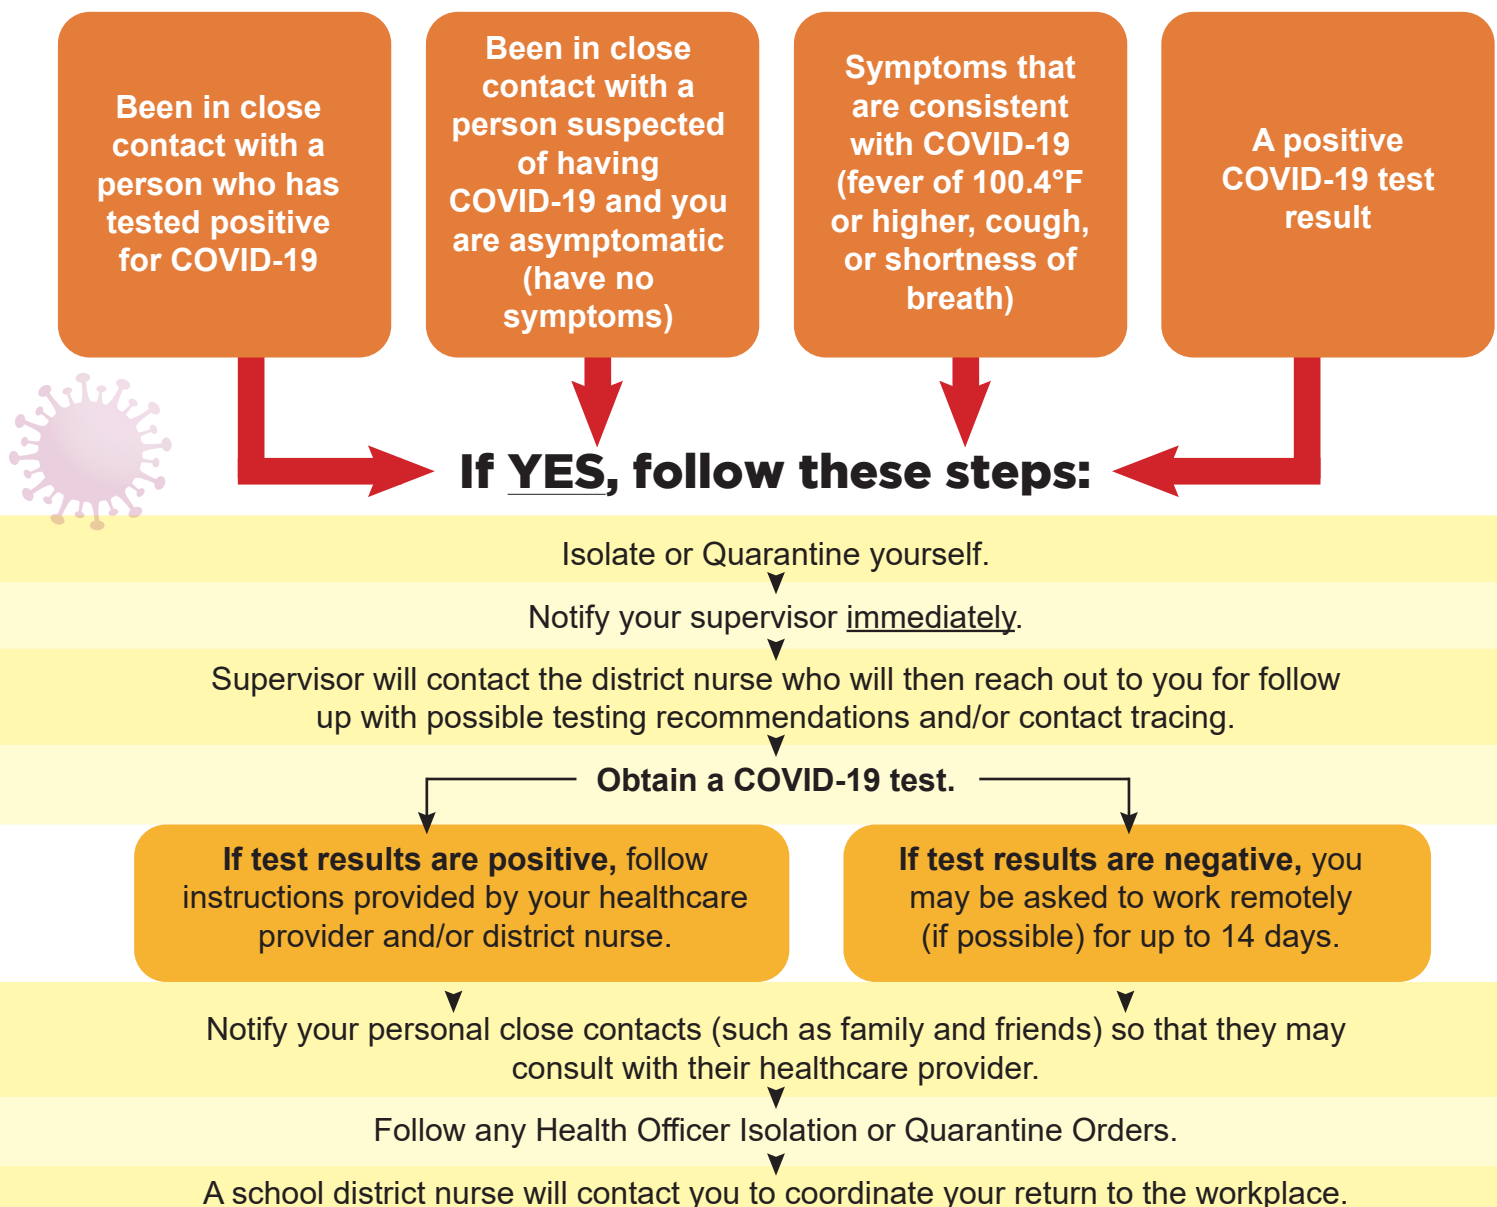 Been in close
contact with a
person who has
tested positive
for COVID-19
Been in close
contact with a
person suspected
of having
COVID-19 and you
are asymptomatic
(have no
symptoms)
Symptoms that
are consistent
with COVID-19
(fever of 100.4°F
or higher, cough,
or shortness of
breath)
A positive
COVID-19 test
result
If YES, follow these steps:
Isolate or Quarantine yourself.
Notify your supervisor immediately.
Supervisor will contact the district nurse who will then reach out to you for follow
up with possible testing recommendations and/or contact tracing.
Obtain a COVID-19 test.
If test results are positive, follow
instructions provided by your healthcare
provider and/or district nurse.
If test results are negative, you
may be asked to work remotely
(if possible) for up to 14 days.
Notify your personal close contacts (such as family and friends) so that they may
consult with their healthcare provider.
Follow any Health Officer Isolation or Quarantine Orders.
A school district nurse will contact you to coordinate your return to the workplace.